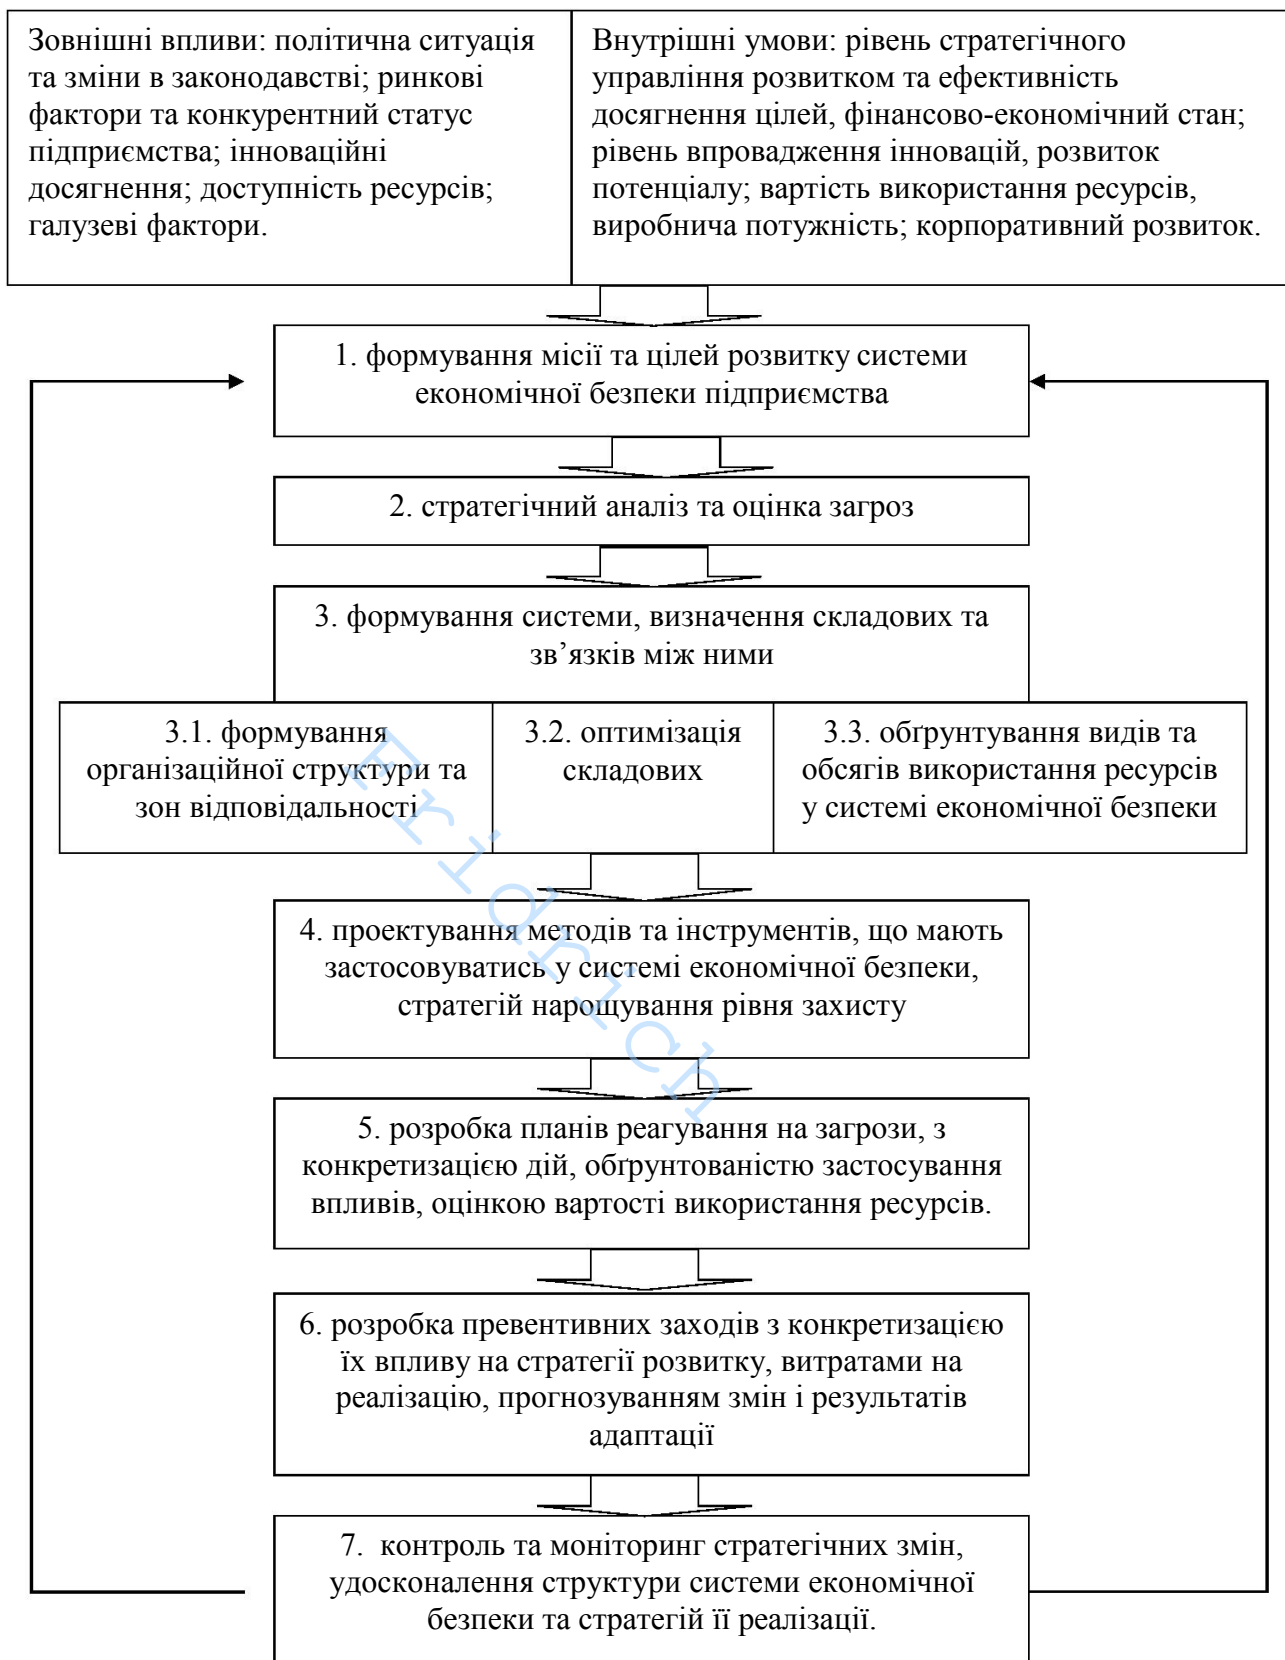 Зовнішні впливи: політична ситуація
та зміни в законодавстві; ринкові
фактори та конкурентний статус
підприємства; інноваційні
досягнення; доступність ресурсів;
галузеві фактори.
Внутрішні умови: рівень стратегічного
управління розвитком та ефективність
досягнення цілей, фінансово-економічний стан;
рівень впровадження інновацій, розвиток
потенціалу; вартість використання ресурсів,
виробнича потужність; корпоративний розвиток.
1. формування місії та цілей розвитку системи
економічної безпеки підприємства
2. стратегічний аналіз та оцінка загроз
3. формування системи, визначення складових та
зв’язків між ними
3.1. формування
організаційної структури та
зон відповідальності
3.2. оптимізація
складових
3.3. обґрунтування видів та
обсягів використання ресурсів
у системі економічної безпеки
4. проектування методів та інструментів, що мають
застосовуватись у системі економічної безпеки,
стратегій нарощування рівня захисту
5. розробка планів реагування на загрози, з
конкретизацією дій, обґрунтованістю застосування
впливів, оцінкою вартості використання ресурсів.
6. розробка превентивних заходів з конкретизацією
їх впливу на стратегії розвитку, витратами на
реалізацію, прогнозуванням змін і результатів
адаптації
7. контроль та моніторинг стратегічних змін,
удосконалення структури системи економічної
безпеки та стратегій її реалізації.
Fridrich